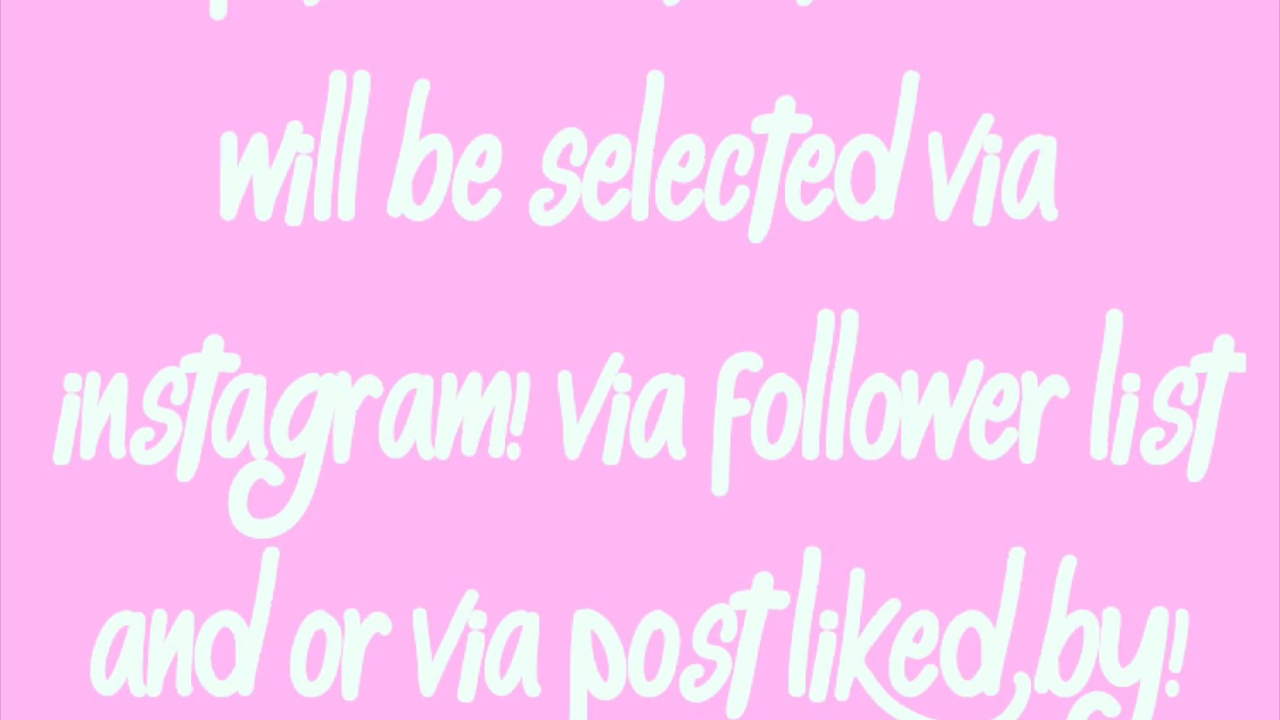 will be selected via
instagram! via follower list
and or via post liked,by!